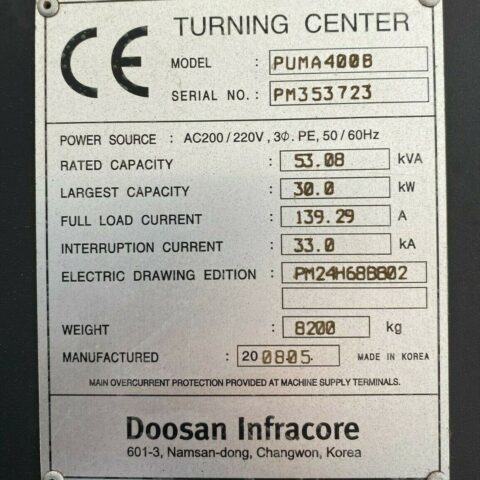 CE
TURNING CENTER
MODEL : PUMA400B
SERIAL NO. : PM353723
POWER SOURCE : AC200/220V, 3Φ. PE, 50/60Hz
RATED CAPACITY : 53.08 kVA
LARGEST CAPACITY : 30.0 kW
FULL LOAD CURRENT : 139.29 A
INTERRUPTION CURRENT : 33.0 kA
ELECTRIC DRAWING EDITION : PM24H68BB02
WEIGHT : 8200 kg
MANUFACTURED : 200805. MADE IN KOREA
MAIN OVERCURRENT PROTECTION PROVIDED AT MACHINE SUPPLY TERMINALS.
Doosan Infracore
601-3, Namsan-dong, Changwon, Korea